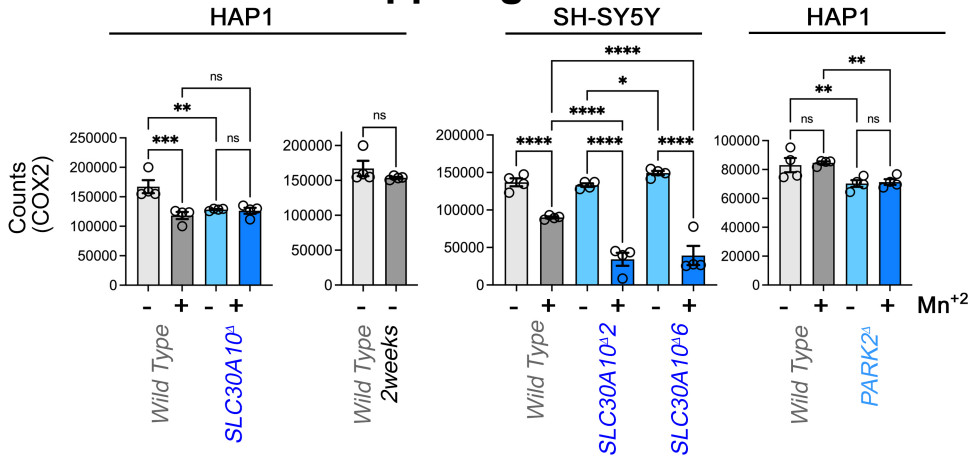 HAP1
SH-SY5Y
HAP1
Counts
(COX2)
250000
200000
150000
100000
50000
0
ns
**
***
ns
- + - +
Wild Type
SLC30A10Δ
200000
150000
100000
50000
0
ns
- -
Wild Type
2weeks
200000
150000
100000
50000
0
****
*
****
**** **** ****
- + - + - +
Wild Type
SLC30A10Δ2
SLC30A10Δ6
100000
80000
60000
40000
20000
0
**
**
ns ns
- + - +
Mn+2
Wild Type
PARK2Δ